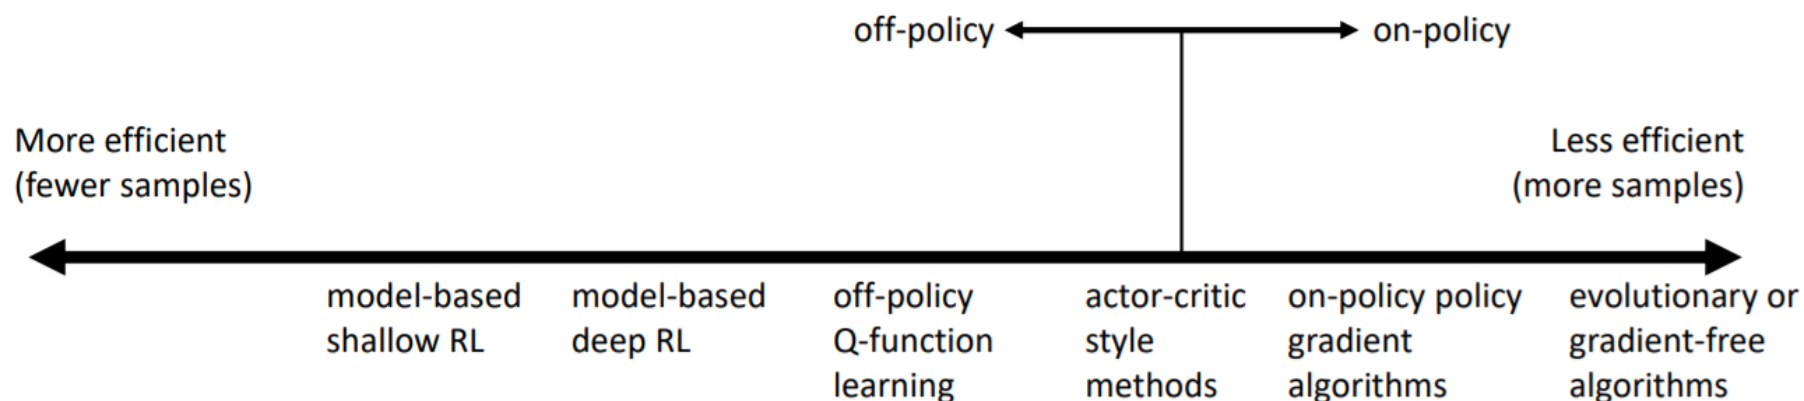 off-policy
on-policy
More efficient
(fewer samples)
Less efficient
(more samples)
model-based
shallow RL
model-based
deep RL
off-policy
Q-function
learning
actor-critic
style
methods
on-policy policy
gradient
algorithms
evolutionary or
gradient-free
algorithms